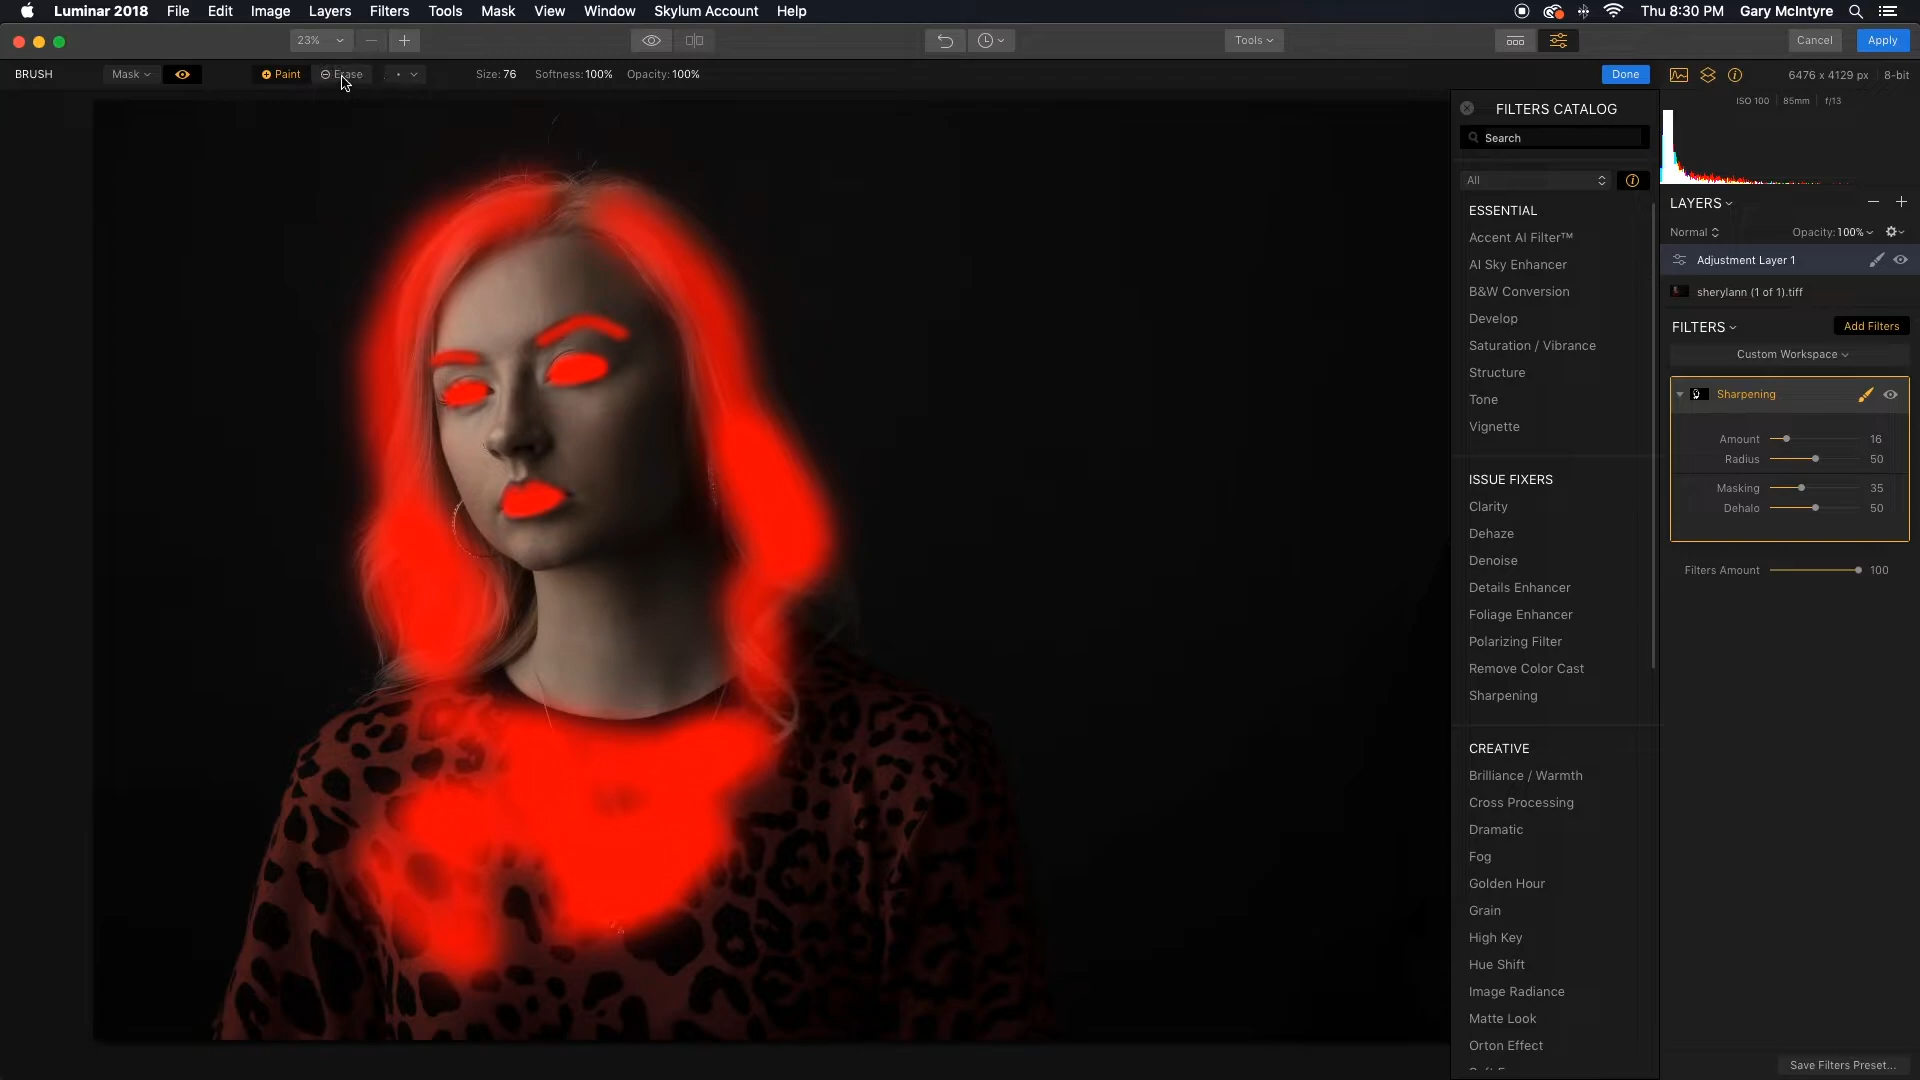 Luminar 2018 File Edit Image Layers Filters Tools Mask View Window Skylum Account Help Thu 8:30 PM Gary McIntyre
23% Tools Cancel Apply
BRUSH Mask Paint Erase Size: 76 Softness: 100% Opacity: 100% Done 6476 x 4129 px 8-bit
ISO 100 85mm f/13
FILTERS CATALOG
Search
All
ESSENTIAL
Accent AI Filter™
AI Sky Enhancer
B&W Conversion
Develop
Saturation / Vibrance
Structure
Tone
Vignette
ISSUE FIXERS
Clarity
Dehaze
Denoise
Details Enhancer
Foliage Enhancer
Polarizing Filter
Remove Color Cast
Sharpening
CREATIVE
Brilliance / Warmth
Cross Processing
Dramatic
Fog
Golden Hour
Grain
High Key
Hue Shift
Image Radiance
Matte Look
Orton Effect
LAYERS
Normal Opacity: 100%
Adjustment Layer 1
sherylann (1 of 1).tiff
FILTERS Add Filters
Custom Workspace
Sharpening
Amount 16
Radius 50
Masking 35
Dehalo 50
Filters Amount 100
Save Filters Preset...